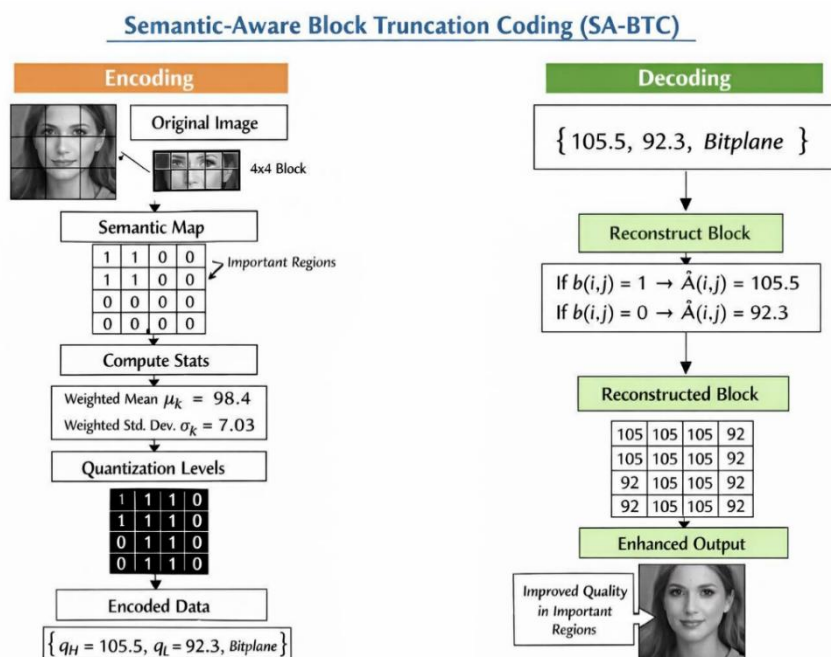 Semantic-Aware Block Truncation Coding (SA-BTC)
Encoding
Original Image
4x4 Block
Semantic Map
1 1 0 0
1 1 0 0
0 0 0 0
0 0 0 0
Important Regions
Compute Stats
Weighted Mean μₖ = 98.4
Weighted Std. Dev. σₖ = 7.03
Quantization Levels
1 1 1 0
1 1 1 0
0 1 1 0
0 1 1 0
Encoded Data
{ q_H = 105.5, q_L = 92.3, Bitplane }
Decoding
{ 105.5, 92.3, Bitplane }
Reconstruct Block
If b(i,j) = 1 → Â(i,j) = 105.5
If b(i,j) = 0 → Â(i,j) = 92.3
Reconstructed Block
105 105 105 92
105 105 105 92
92 105 105 92
92 105 105 92
Enhanced Output
Improved Quality
in Important
Regions